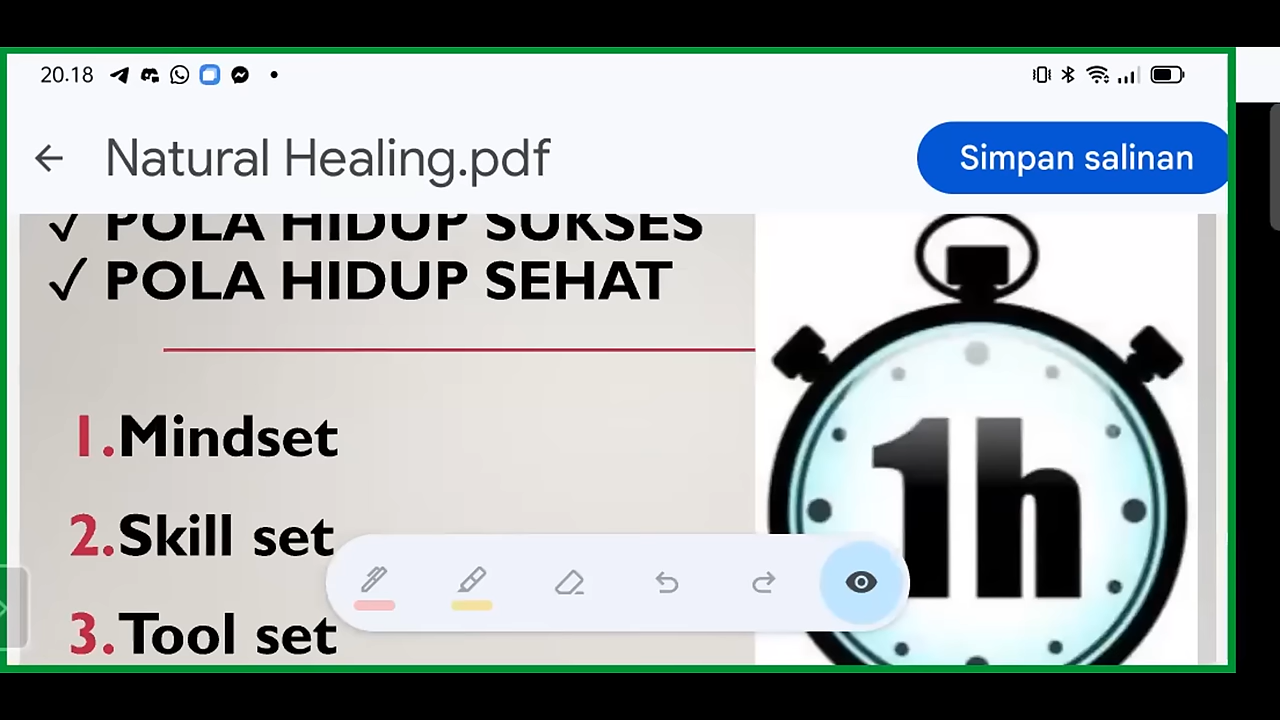 20.18
Natural Healing.pdf
Simpan salinan
✓ POLA HIDUP SUKSES
✓ POLA HIDUP SEHAT
1.Mindset
2.Skill set
3.Tool set
1h